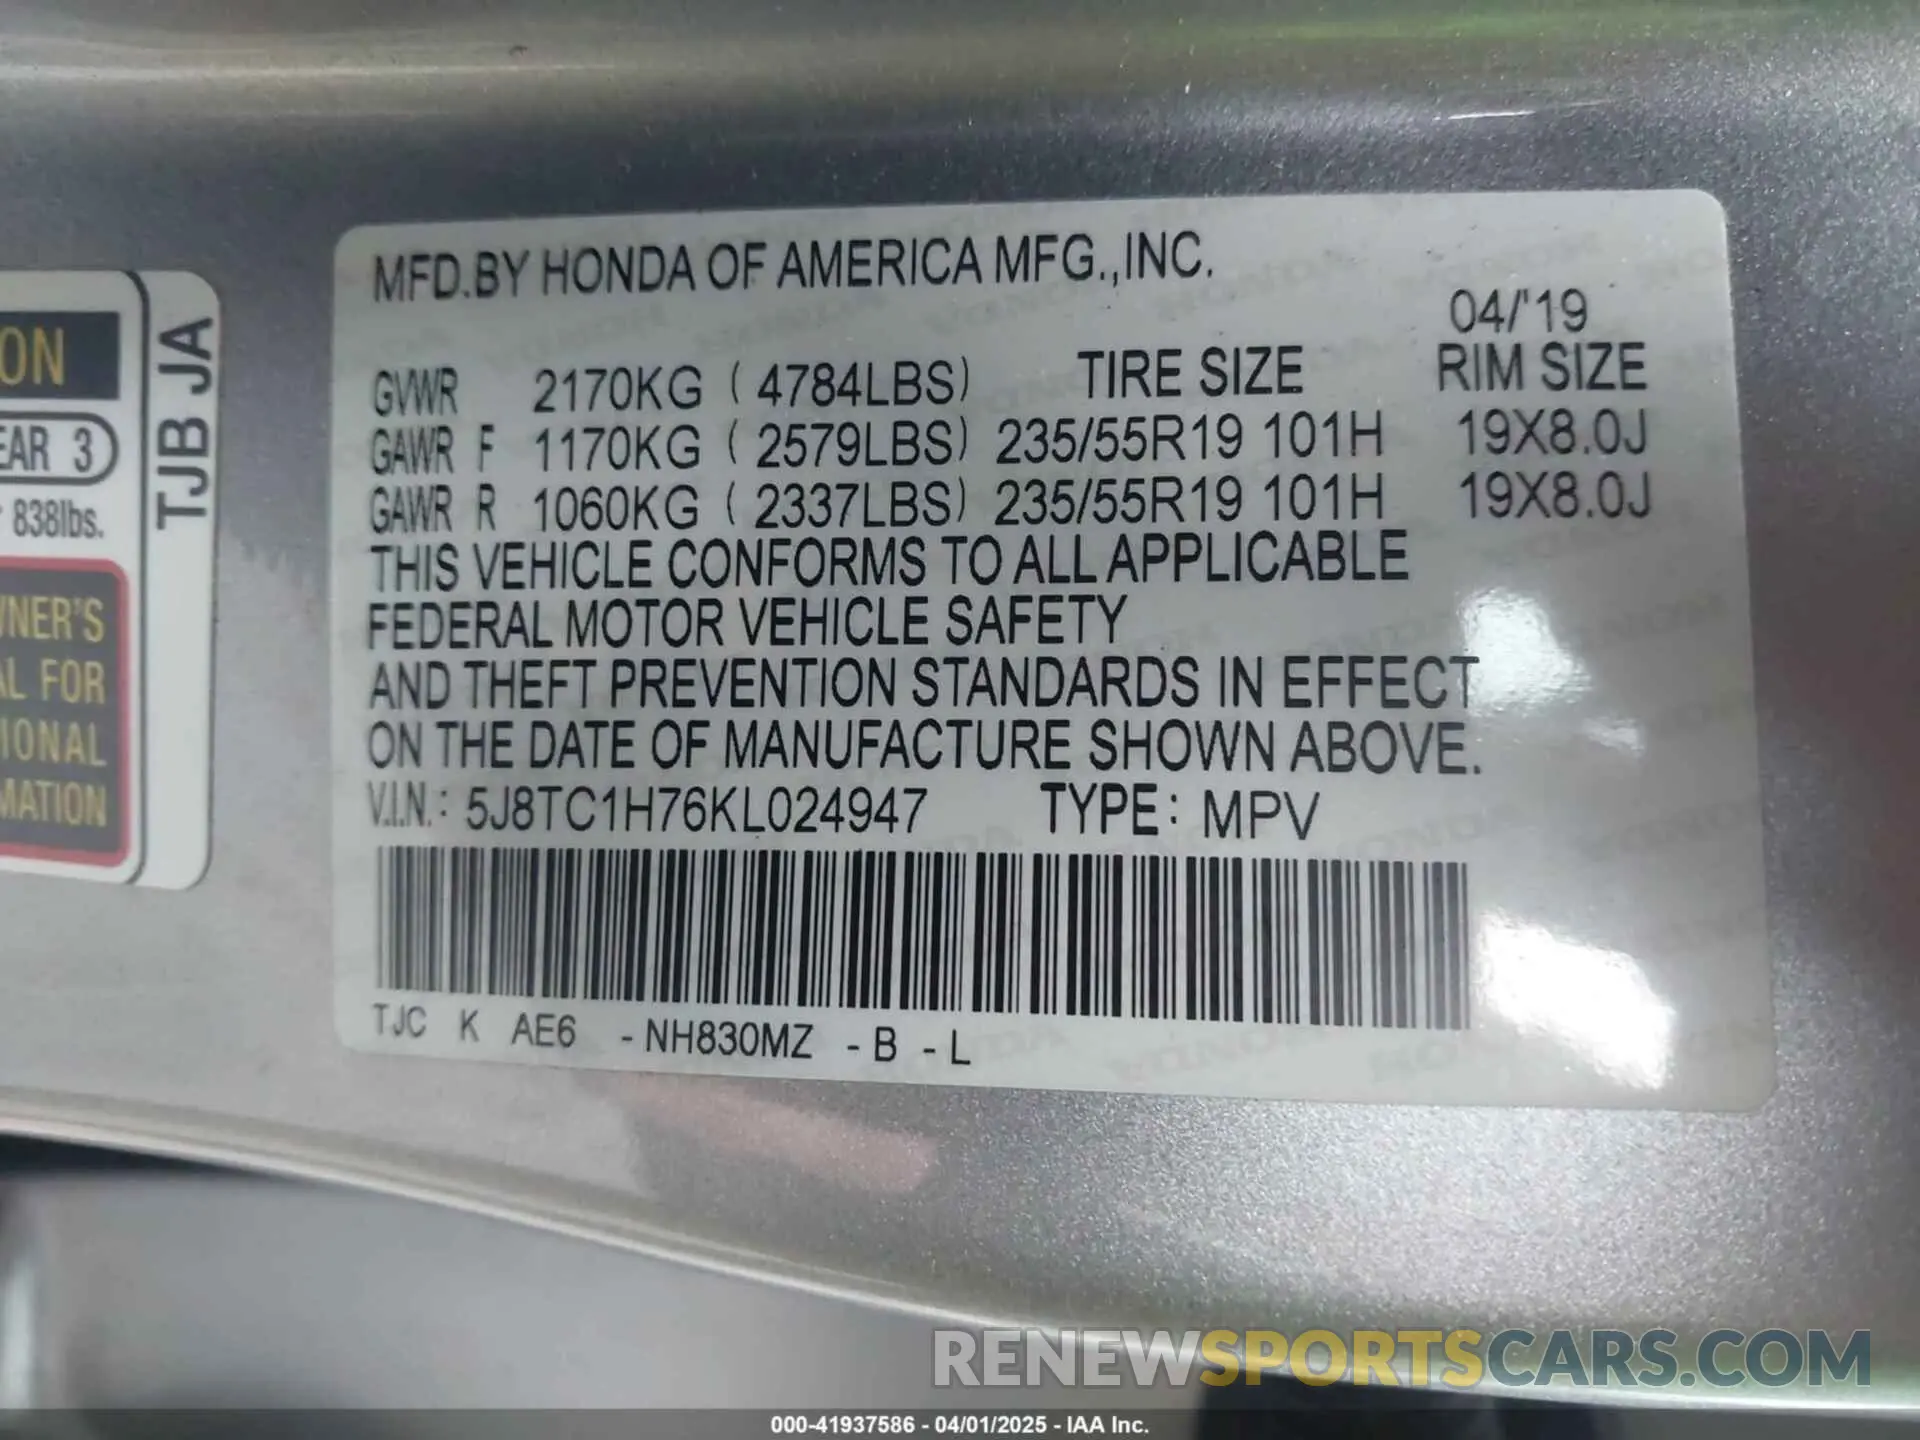 MFD.BY HONDA OF AMERICA MFG.,INC.
04/'19
GVWR 2170KG ( 4784LBS) TIRE SIZE RIM SIZE
GAWR F 1170KG ( 2579LBS) 235/55R19 101H 19X8.0J
GAWR R 1060KG ( 2337LBS) 235/55R19 101H 19X8.0J
THIS VEHICLE CONFORMS TO ALL APPLICABLE
FEDERAL MOTOR VEHICLE SAFETY
AND THEFT PREVENTION STANDARDS IN EFFECT
ON THE DATE OF MANUFACTURE SHOWN ABOVE.
V.I.N.: 5J8TC1H76KL024947 TYPE: MPV
TJC K AE6 -NH830MZ -B -L
TJB JA
ON
EAR 3
838lbs.
WNER'S
AL FOR
IONAL
MATION
RENEWSPORTSCARS.COM
000-41937586 - 04/01/2025 - IAA Inc.